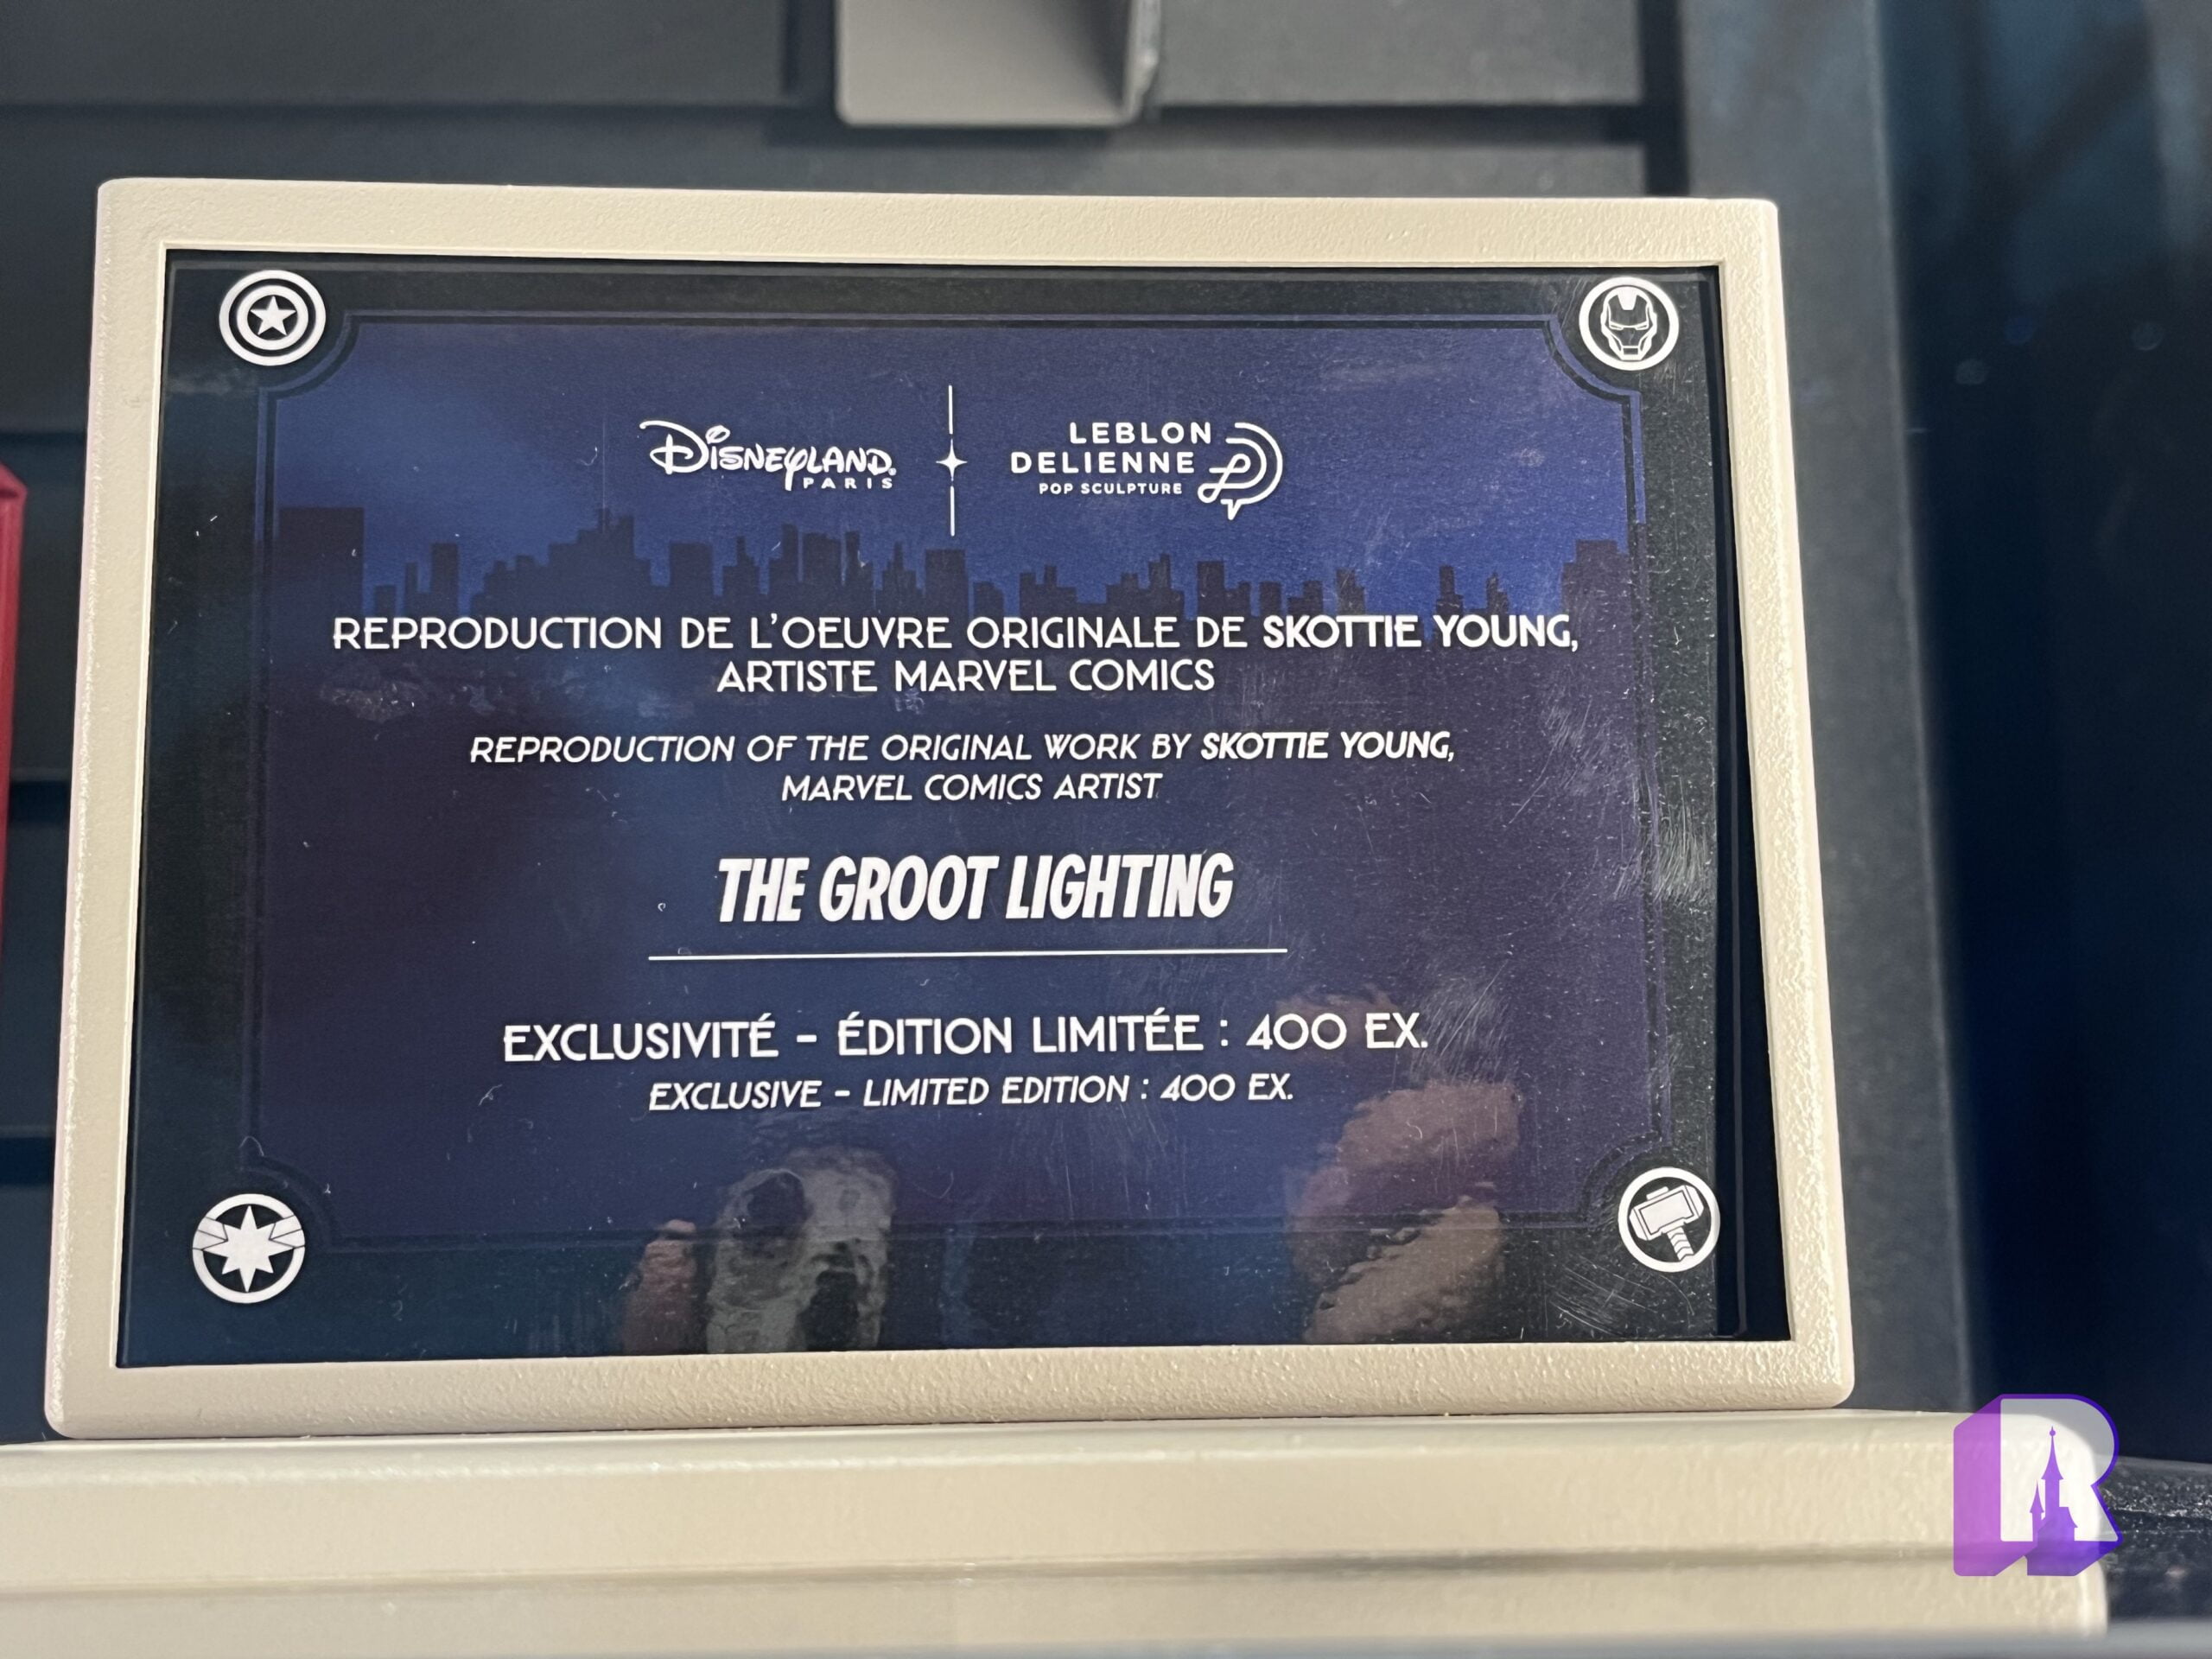 DISNEYLAND
PARIS
LEBLON
DELIENNE
POP SCULPTURE
REPRODUCTION DE L'OEUVRE ORIGINALE DE SKOTTIE YOUNG,
ARTISTE MARVEL COMICS
REPRODUCTION OF THE ORIGINAL WORK BY SKOTTIE YOUNG,
MARVEL COMICS ARTIST
THE GROOT LIGHTING
EXCLUSIVITÉ – ÉDITION LIMITÉE : 400 EX.
EXCLUSIVE – LIMITED EDITION : 400 EX.
R